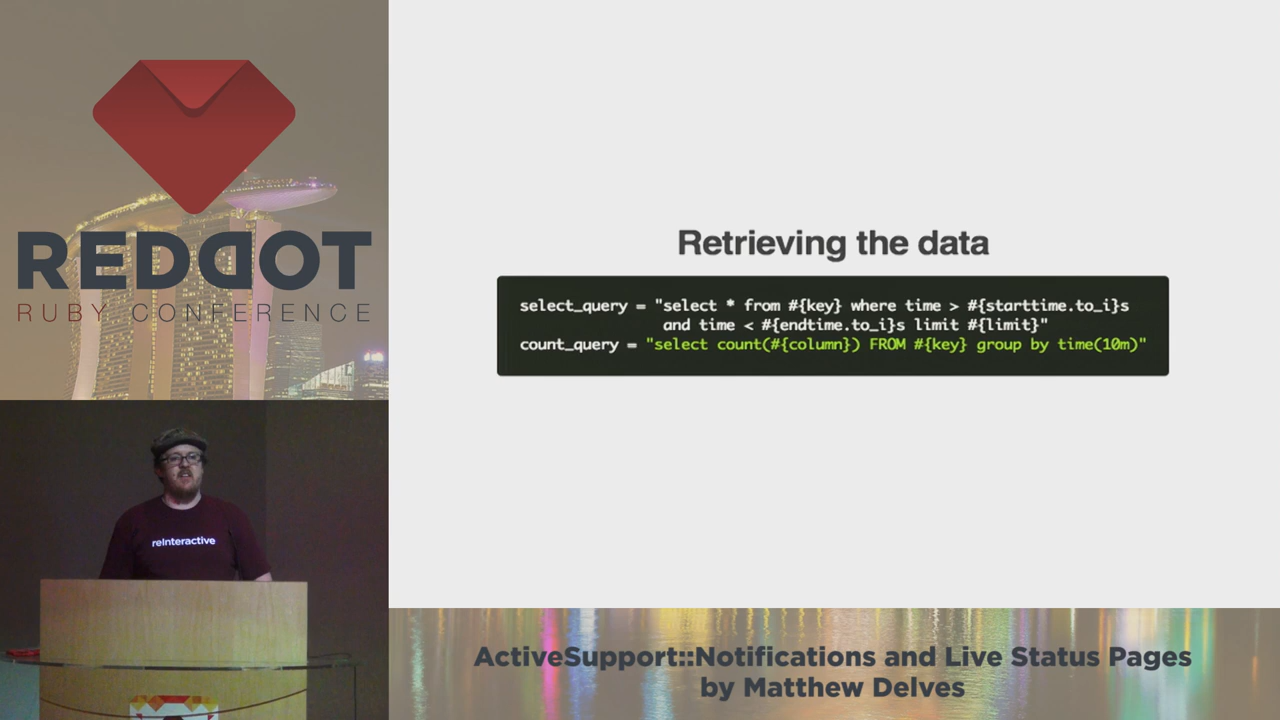 REDDOT
RUBY CONFERENCE
reinteractive
Retrieving the data
select_query = "select * from #{key} where time > #{starttime.to_i}s
and time < #{endtime.to_i}s limit #{limit}"
count_query = "select count(#{column}) FROM #{key} group by time(10m)"
ActiveSupport::Notifications and Live Status Pages
by Matthew Delves